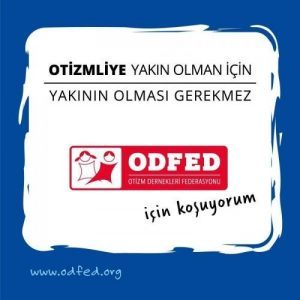 OTİZMLİYE YAKIN OLMAN İÇİN
YAKININ OLMASI GEREKMEZ
ODFED
OTİZM DERNEKLERİ FEDERASYONU
için koşuyorum
www.odfed.org